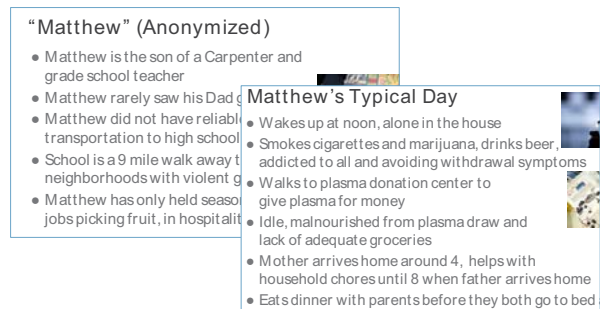 “Matthew” (Anonymized)
● Matthew is the son of a Carpenter and
grade school teacher
● Matthew rarely saw his Dad
● Matthew did not have
transportation to high school
● School is a 9 mile walk away
neighborhoods with violent
● Matthew has only held
jobs picking fruit, in
Matthew’s Typical Day
● Wakes up at noon, alone in the house
● Smokes cigarettes and marijuana, drinks beer,
addicted to all and avoiding withdrawal symptoms
● Walks to plasma donation center to
give plasma for money
● Idle, malnourished from plasma draw and
lack of adequate groceries
● Mother arrives home around 4, helps with
household chores until 8 when father arrives home
● Eats dinner with parents before they both go to bed